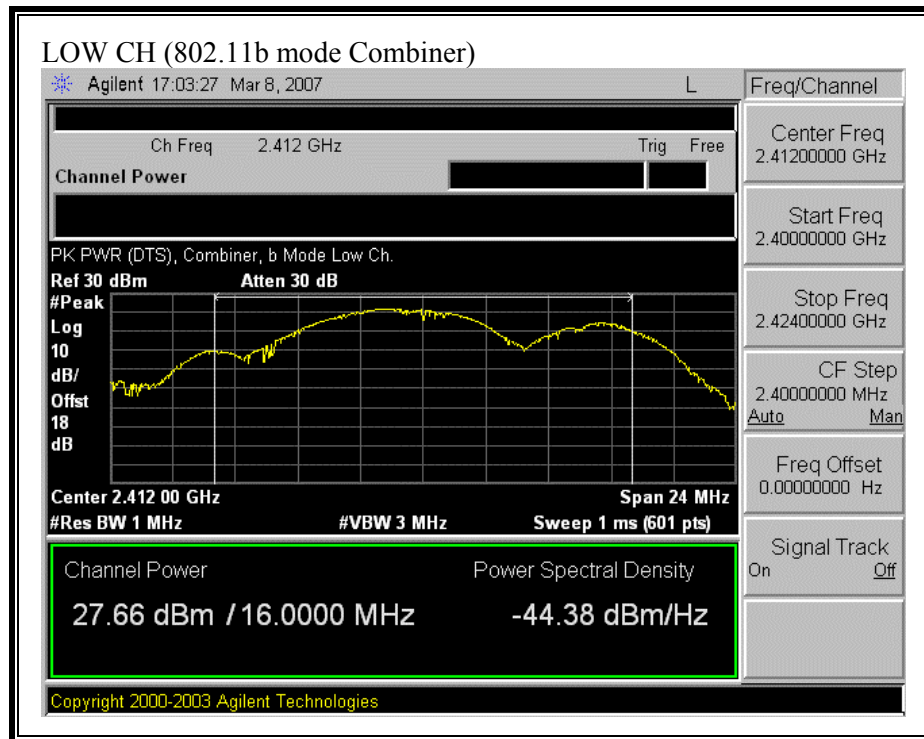 LOW CH (802.11b mode Combiner)
Agilent 17:03:27 Mar 8, 2007 L
Freq/Channel
Ch Freq 2.412 GHz Trig Free
Channel Power
PK PWR (DTS), Combiner, b Mode Low Ch.
Ref 30 dBm Atten 30 dB
#Peak
Log
10
dB/
Offst
18
dB
Center 2.412 00 GHz Span 24 MHz
#Res BW 1 MHz #VBW 3 MHz Sweep 1 ms (601 pts)
Channel Power Power Spectral Density
27.66 dBm / 16.0000 MHz -44.38 dBm/Hz
Copyright 2000-2003 Agilent Technologies
Center Freq
2.41200000 GHz
Start Freq
2.40000000 GHz
Stop Freq
2.42400000 GHz
CF Step
2.40000000 MHz
Auto Man
Freq Offset
0.00000000 Hz
Signal Track
On Off